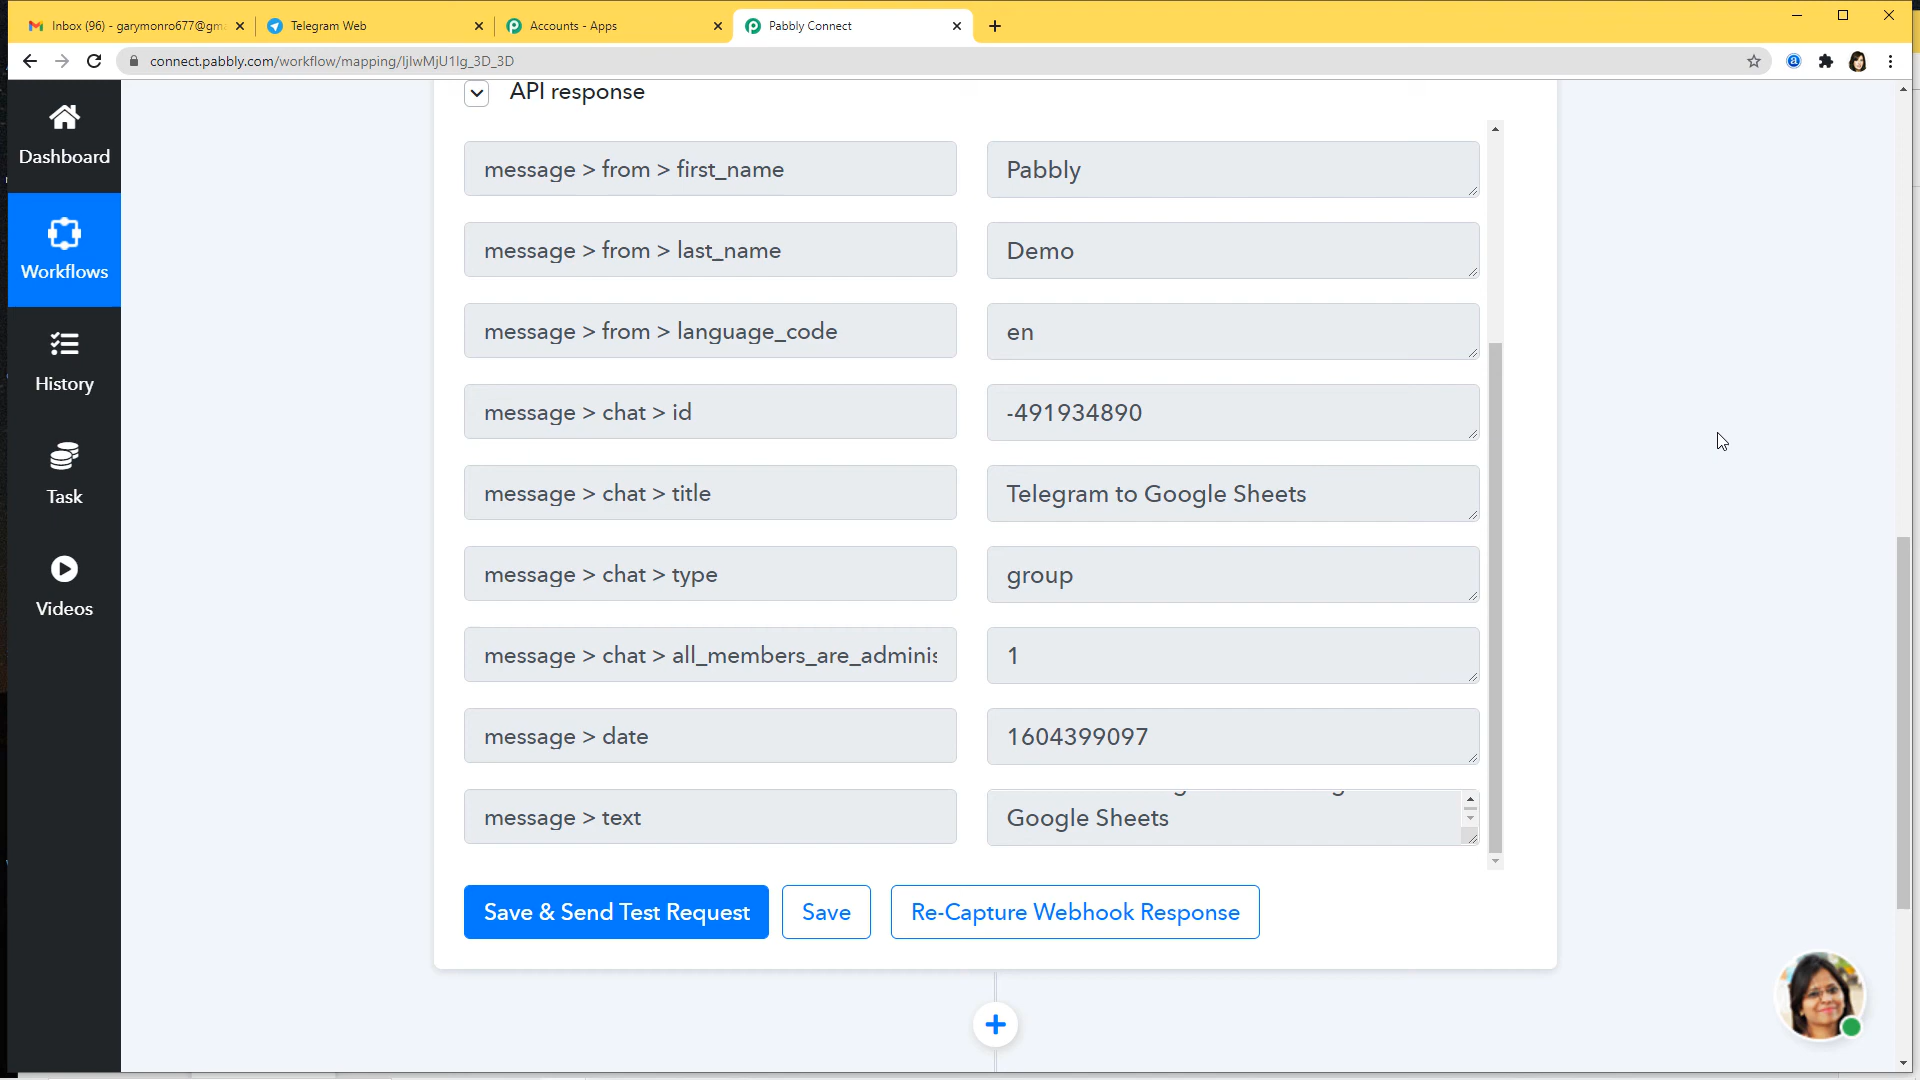 Inbox (96) - garymonro677@gm
Telegram Web
Accounts - Apps
Pabbly Connect
connect.pabbly.com/workflow/mapping/IjIwMjU1Ig_3D_3D
Dashboard
Workflows
History
Task
Videos
API response
message > from > first_name
Pabbly
message > from > last_name
Demo
message > from > language_code
en
message > chat > id
-491934890
message > chat > title
Telegram to Google Sheets
message > chat > type
group
message > chat > all_members_are_adminis
1
message > date
1604399097
message > text
Google Sheets
Save & Send Test Request
Save
Re-Capture Webhook Response